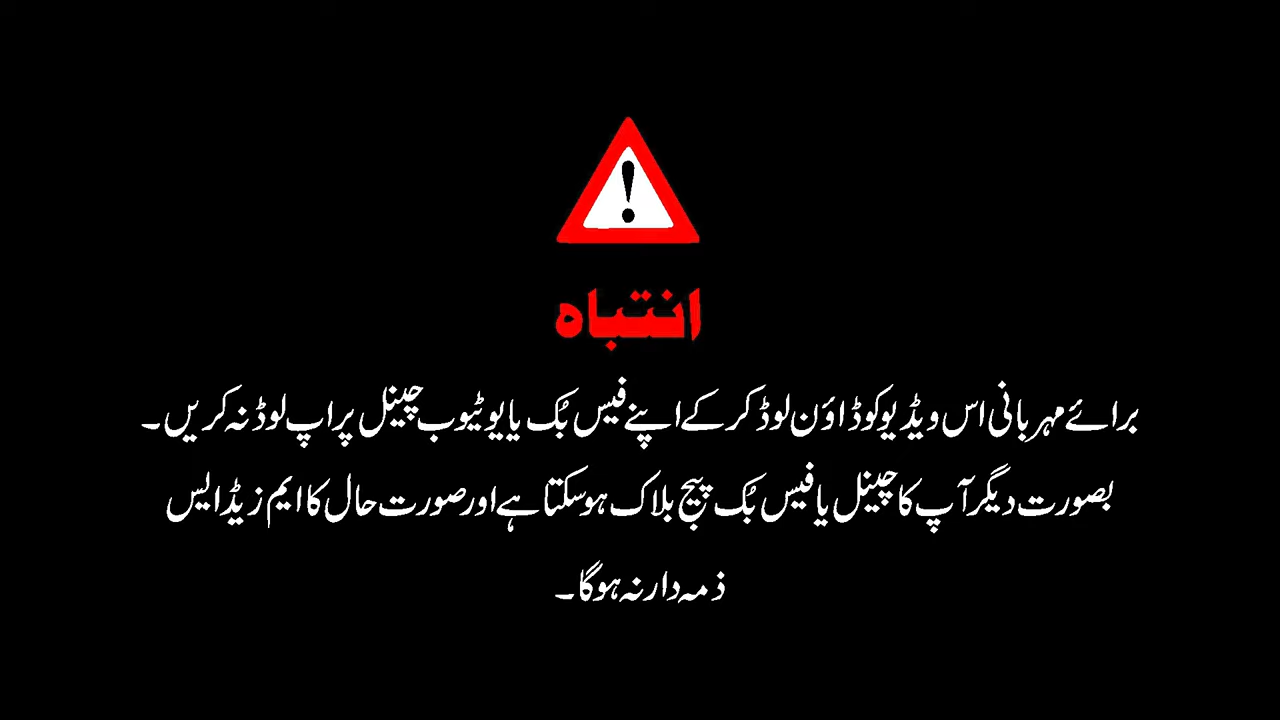 انتباہ
برائے مہربانی اس ویڈیو کو ڈاؤن لوڈ کر کے اپنے فیس بُک یا یوٹیوب چینل پر اپ لوڈ نہ کریں۔
بصورت دیگر آپ کا چینل یا فیس بُک پیج بلاک ہو سکتا ہے اور صورت حال کا ایم زیڈ ایس
ذمہ دار نہ ہوگا۔